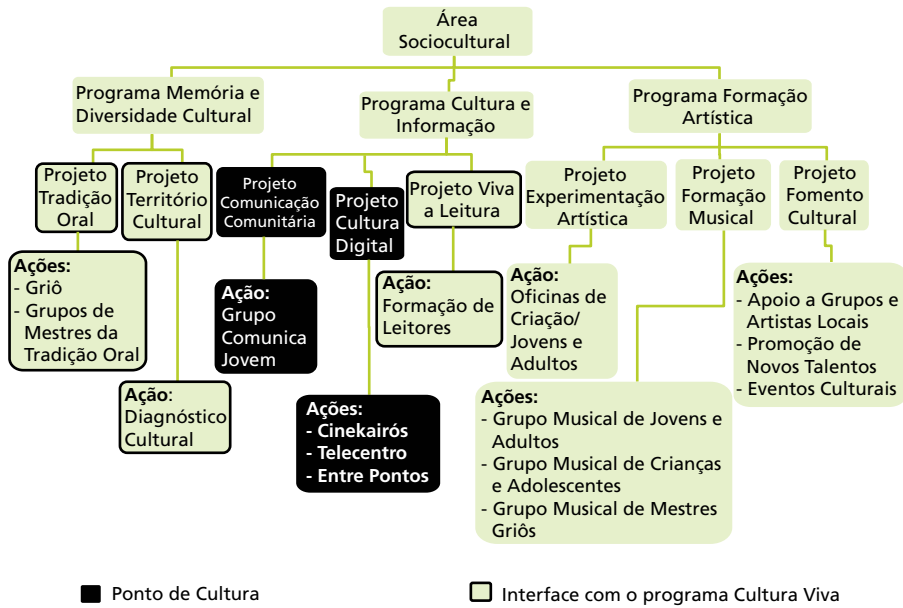 Área
Sociocultural
Programa Memória e
Diversidade Cultural
Programa Cultura e
Informação
Programa Formação
Artística
Projeto
Tradição
Oral
Projeto
Território
Cultural
Projeto
Comunicação
Comunitária
Projeto
Cultura
Digital
Projeto Viva
a Leitura
Projeto
Experimentação
Artística
Projeto
Formação
Musical
Projeto
Fomento
Cultural
Ações:
- Griô
- Grupos de
Mestres da
Tradição Oral
Ação:
Diagnóstico
Cultural
Ação:
Grupo
Comunica
Jovem
Ações:
- Cinekairós
- Telecentro
- Entre Pontos
Ação:
Formação de
Leitores
Ação:
Oficinas de
Criação/
Jovens e
Adultos
Ações:
- Grupo Musical de Jovens e
Adultos
- Grupo Musical de Crianças
e Adolescentes
- Grupo Musical de Mestres
Griôs
Ações:
- Apoio a Grupos e
Artistas Locais
- Promoção de
Novos Talentos
- Eventos Culturais
Ponto de Cultura
Interface com o programa Cultura Viva